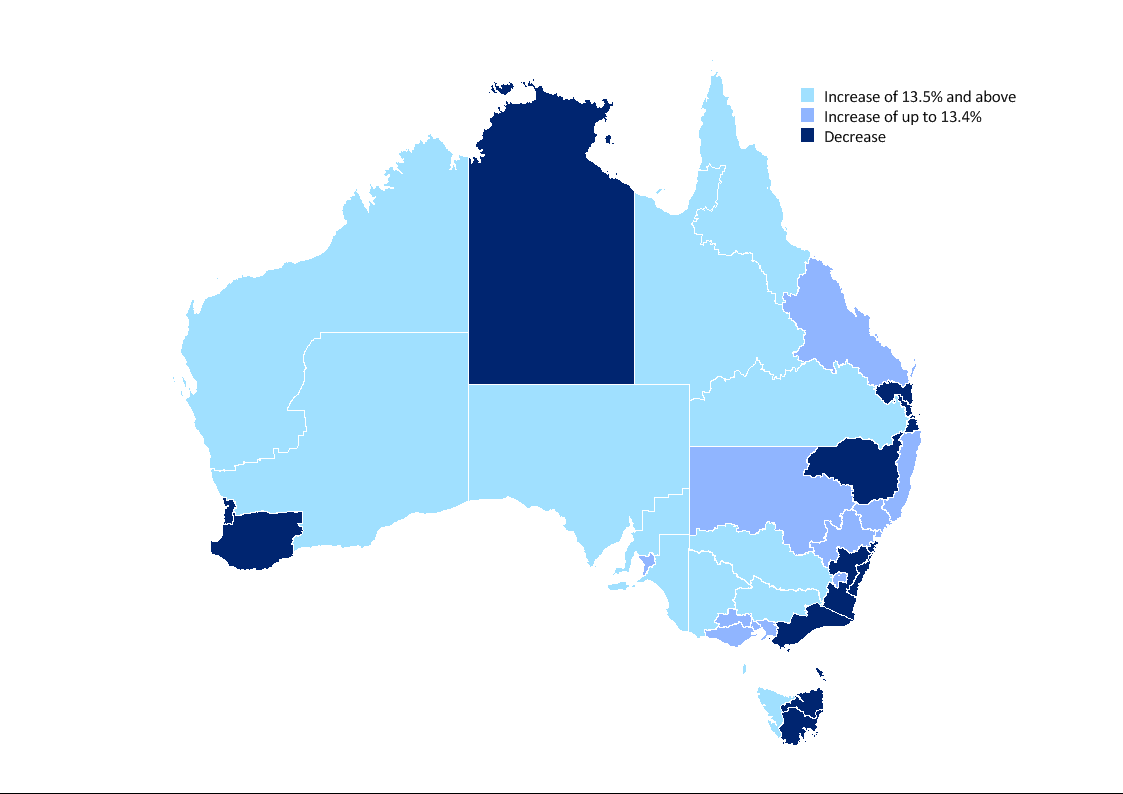 Increase of 13.5% and above
Increase of up to 13.4%
Decrease